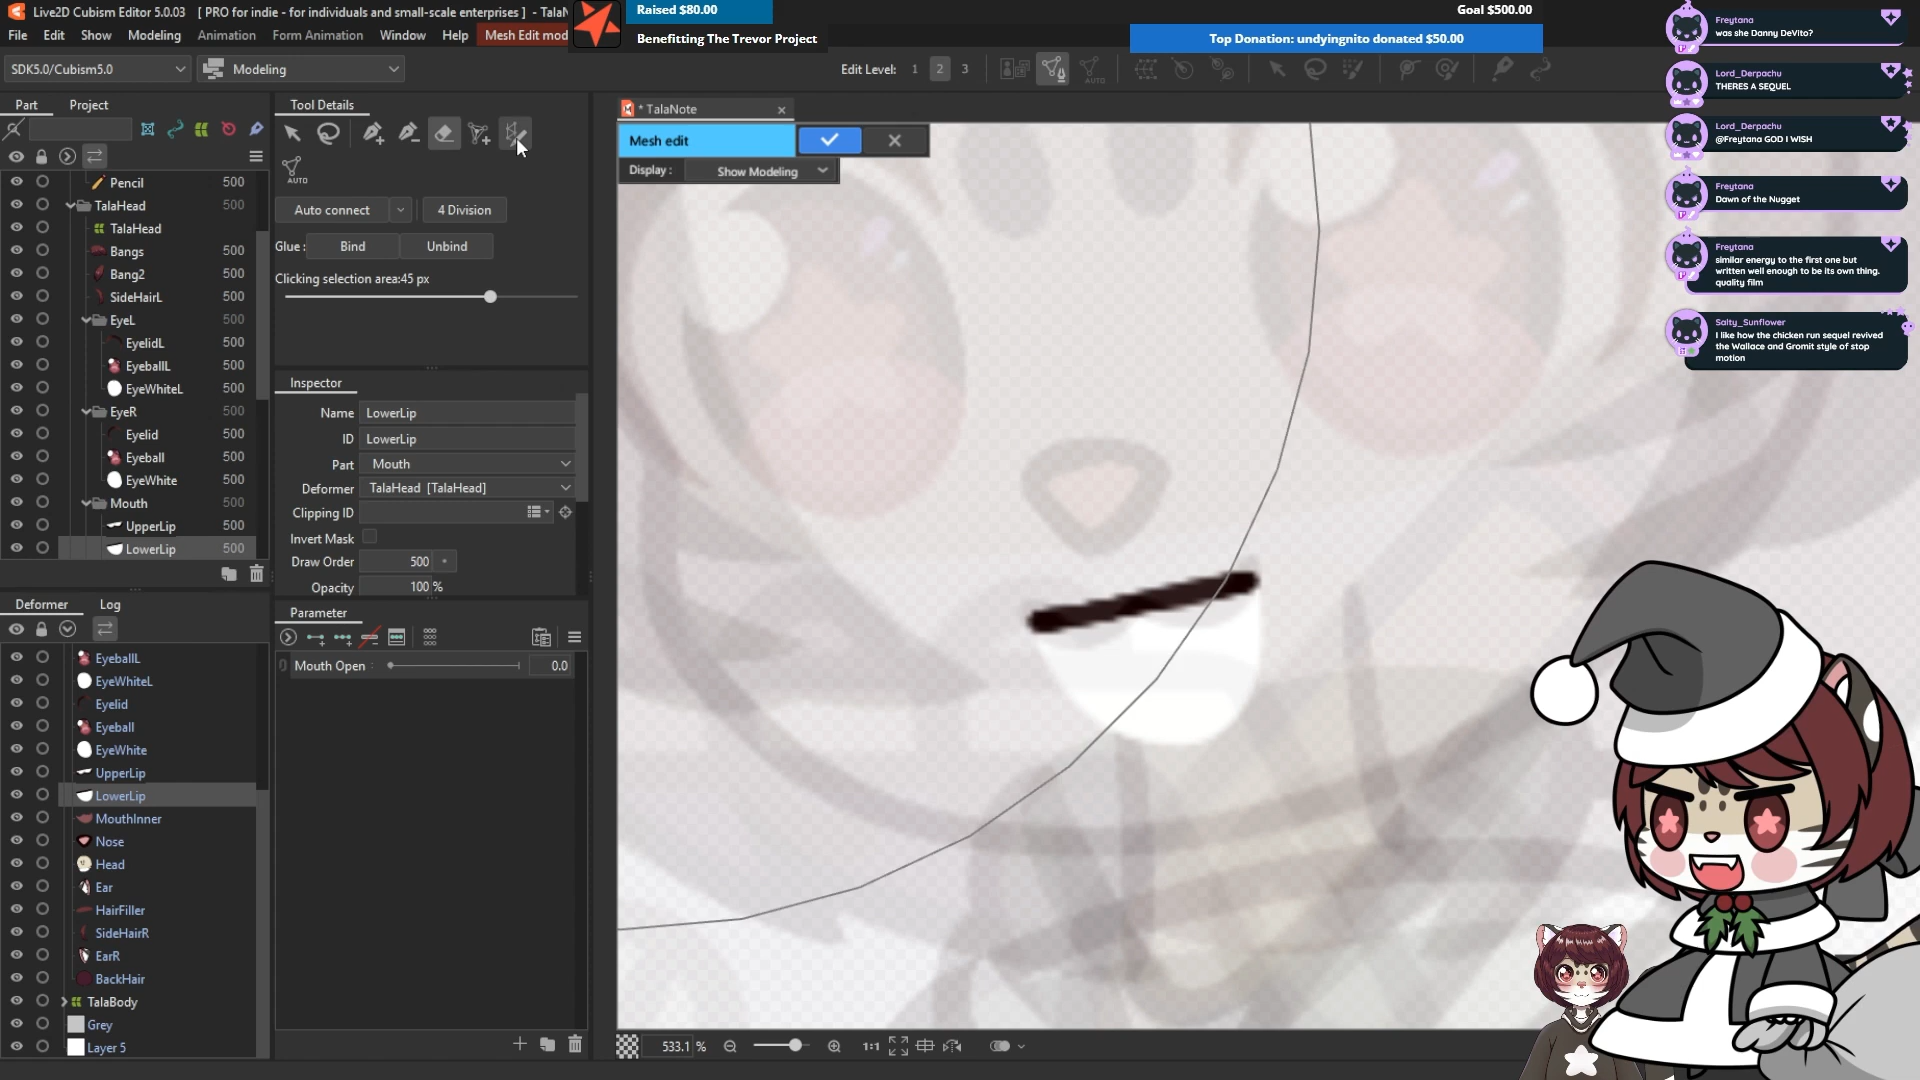 Live2D Cubism Editor 5.0.03 [ PRO for indie - for individuals and small-scale enterprises ] - TalaN
Raised $80.00
Goal $500.00
Benefitting The Trevor Project
Top Donation: undyingnito donated $50.00
File Edit Show Modeling Animation Form Animation Window Help Mesh Edit mod
SDK5.0/Cubism5.0
Modeling
Edit Level: 1 2 3
AUTO
Part Project
Tool Details
* TalaNote
Mesh edit
Display : Show Modeling
AUTO
Auto connect
4 Division
Glue : Bind Unbind
Clicking selection area:45 px
Pencil 500
TalaHead 500
TalaHead
Bangs 500
Bang2 500
SideHairL 500
EyeL 500
EyelidL 500
EyeballL 500
EyeWhiteL 500
EyeR 500
Eyelid 500
Eyeball 500
EyeWhite 500
Mouth 500
UpperLip 500
LowerLip 500
Inspector
Name LowerLip
ID LowerLip
Part Mouth
Deformer TalaHead [TalaHead]
Clipping ID
Invert Mask
Draw Order 500
Opacity 100 %
Parameter
Mouth Open : 0.0
Deformer Log
EyeballL
EyeWhiteL
Eyelid
Eyeball
EyeWhite
UpperLip
LowerLip
MouthInner
Nose
Head
Ear
HairFiller
SideHairR
EarR
BackHair
TalaBody
Grey
Layer 5
533.1 %
1:1
Freytana
was she Danny DeVito?
Lord_Derpachu
THERES A SEQUEL
Lord_Derpachu
@Freytana GOD I WISH
Freytana
Dawn of the Nugget
Freytana
similar energy to the first one but
written well enough to be its own thing.
quality film
Salty_Sunflower
I like how the chicken run sequel revived
the Wallace and Gromit style of stop
motion